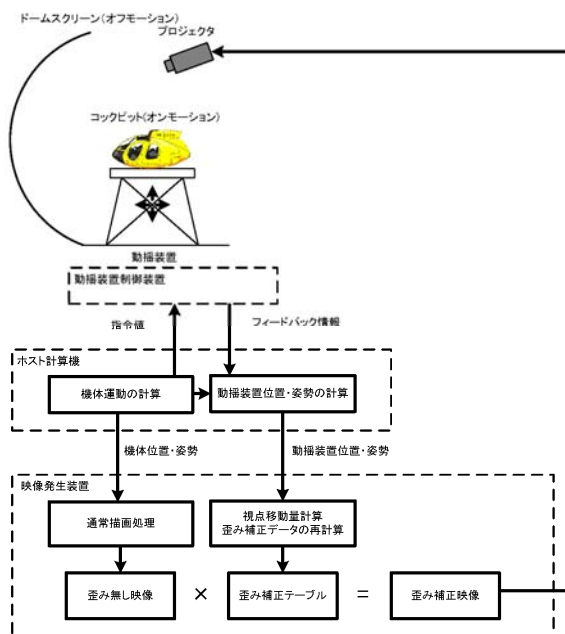 ドームスクリーン(オフモーション)
プロジェクタ
コックピット(オンモーション)
動揺装置
動揺装置制御装置
指令値
フィードバック情報
ホスト計算機
機体運動の計算
動揺装置位置・姿勢の計算
機体位置・姿勢
動揺装置位置・姿勢
映像発生装置
通常描画処理
視点移動量計算
歪み補正データの再計算
歪み無し映像
×
歪み補正テーブル
=
歪み補正映像